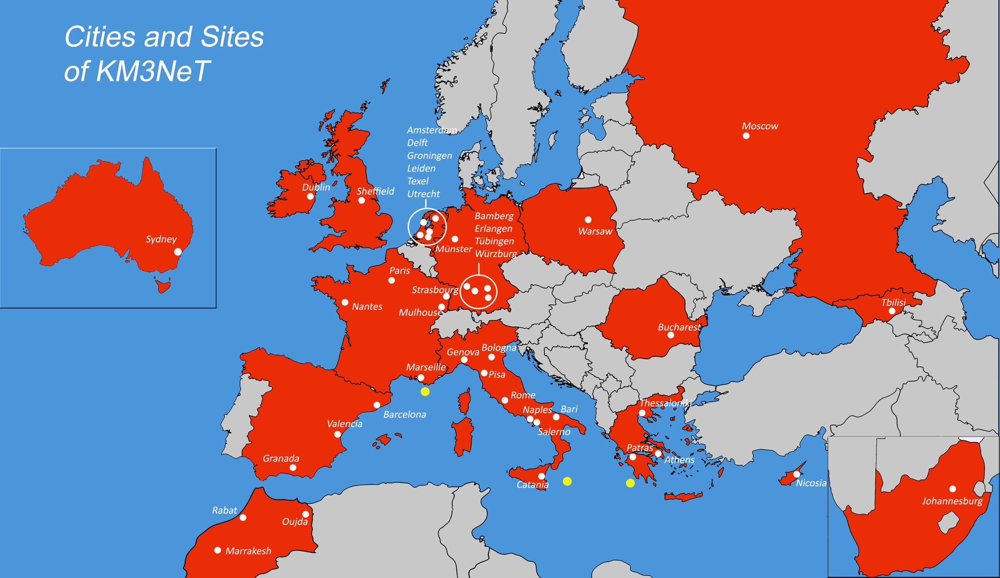 Cities and Sites
of KM3NeT
Moscow
Amsterdam
Delft
Groningen
Leiden
Texel
Utrecht
Dublin
Sheffield
Bamberg
Erlangen
Tübingen
Würzburg
Warsaw
Sydney
Münster
Paris
Strasbourg
Nantes
Mulhouse
Tbilisi
Bucharest
Genova
Bologna
Marseille
Pisa
Rome
Thessaloniki
Naples
Bari
Barcelona
Valencia
Salerno
Patras
Granada
Athens
Catania
Nicosia
Johannesburg
Rabat
Oujda
Marrakesh